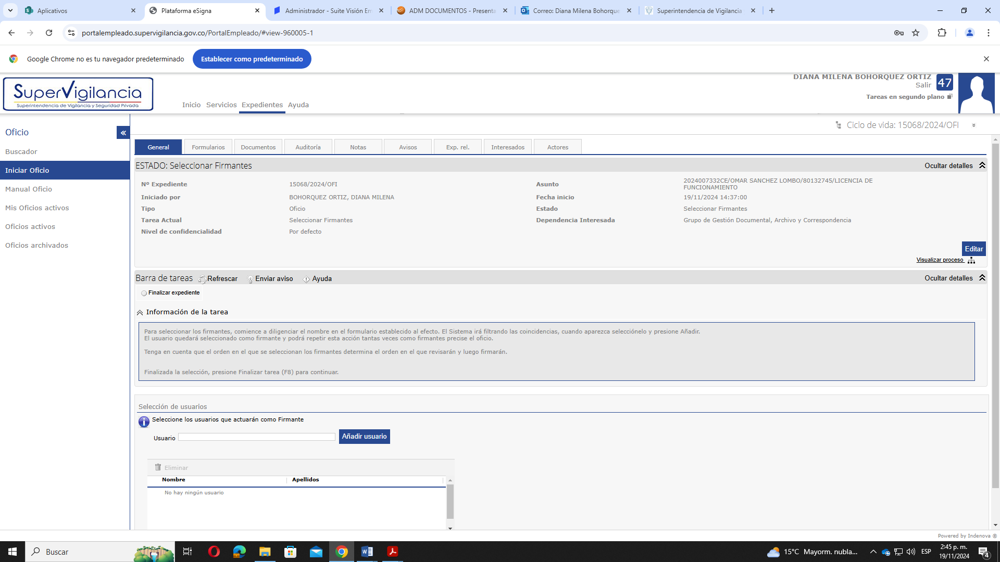 Aplicativos
Plataforma eSigna
Administrador - Suite Visión Em
ADM DOCUMENTOS - Presenta
Correo: Diana Milena Bohorque
Superintendencia de Vigilancia
portalempleado.supervigilancia.gov.co/PortalEmpleado/#view-960005-1
Google Chrome no es tu navegador predeterminado
Establecer como predeterminado
SuperVigilancia
Superintendencia de Vigilancia y Seguridad Privada
Inicio Servicios Expedientes Ayuda
DIANA MILENA BOHORQUEZ ORTIZ
Salir
47
Tareas en segundo plano
Oficio
Buscador
Iniciar Oficio
Manual Oficio
Mis Oficios activos
Oficios activos
Oficios archivados
Ciclo de vida: 15068/2024/OFI
General Formularios Documentos Auditoría Notas Avisos Exp. rel. Interesados Actores
ESTADO: Seleccionar Firmantes
Ocultar detalles
Nº Expediente 15068/2024/OFI
Asunto 2024007332CE/OMAR SANCHEZ LOMBO/80132745/LICENCIA DE
FUNCIONAMIENTO
Iniciado por BOHORQUEZ ORTIZ, DIANA MILENA
Fecha inicio 19/11/2024 14:37:00
Tipo Oficio
Estado Seleccionar Firmantes
Tarea Actual Seleccionar Firmantes
Dependencia Interesada Grupo de Gestión Documental, Archivo y Correspondencia
Nivel de confidencialidad Por defecto
Editar
Visualizar proceso
Barra de tareas Refrescar Enviar aviso Ayuda
Ocultar detalles
Finalizar expediente
Información de la tarea
Para seleccionar los firmantes, comience a diligenciar el nombre en el formulario establecido al efecto. El Sistema irá filtrando las coincidencias, cuando aparezca selecciónelo y presione Añadir.
El usuario quedará seleccionado como firmante y podrá repetir esta acción tantas veces como firmantes precise el oficio.
Tenga en cuenta que el orden en el que se seleccionan los firmantes determina el orden en el que revisarán y luego firmarán.
Finalizada la selección, presione Finalizar tarea (F8) para continuar.
Selección de usuarios
Seleccione los usuarios que actuarán como Firmante
Usuario
Añadir usuario
Eliminar
Nombre Apellidos
No hay ningún usuario
Powered by Indenova ®
Buscar
15°C Mayorm. nubla...
ESP
2:45 p. m.
19/11/2024
4